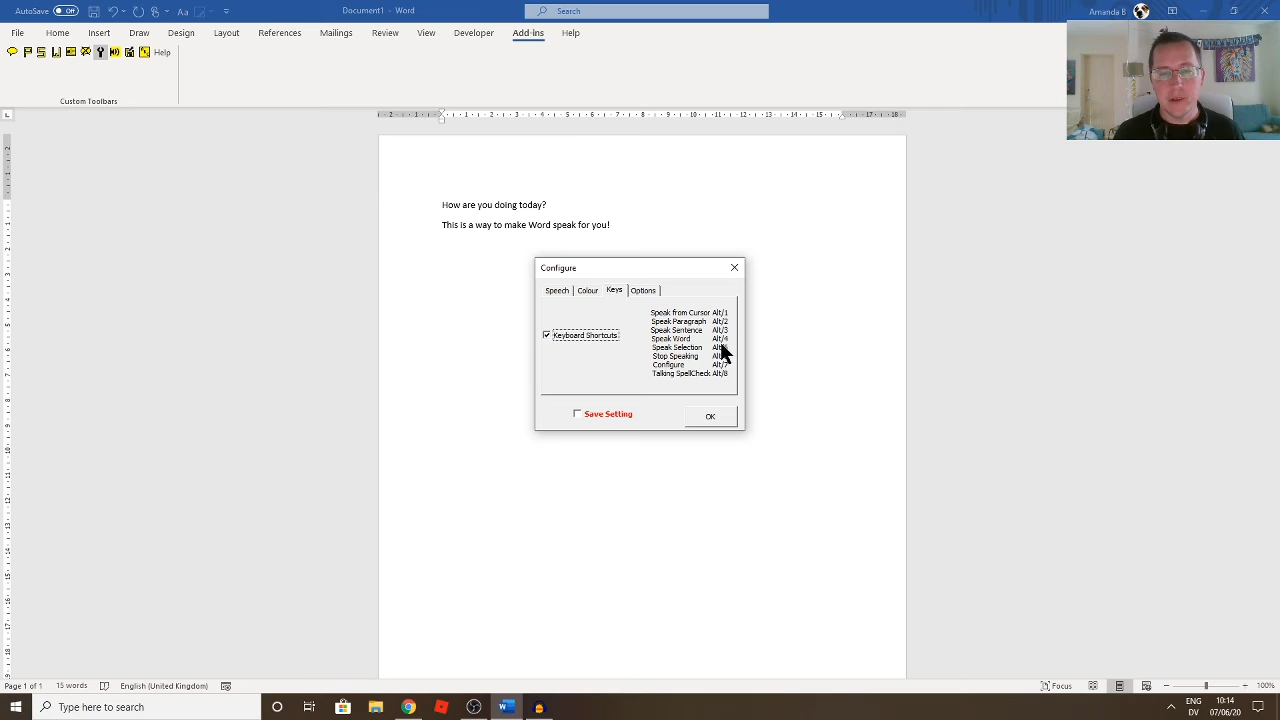 AutoSave Off
Document1 - Word
Search
Amanda B
File Home Insert Draw Design Layout References Mailings Review View Developer Add-ins Help
Help
Custom Toolbars
How are you doing today?
This is a way to make Word speak for you!
Configure
Speech Colour Keys Options
Keyboard Shortcuts
Speak from Cursor Alt/1
Speak Paragraph Alt/2
Speak Sentence Alt/3
Speak Word Alt/4
Speak Selection
Stop Speaking
Configure Alt/7
Talking SpellCheck Alt/8
Save Setting
OK
Page 1 of 1 15 words English (United Kingdom) Focus 100%
Type here to search
ENG 10:14
DV 07/06/20